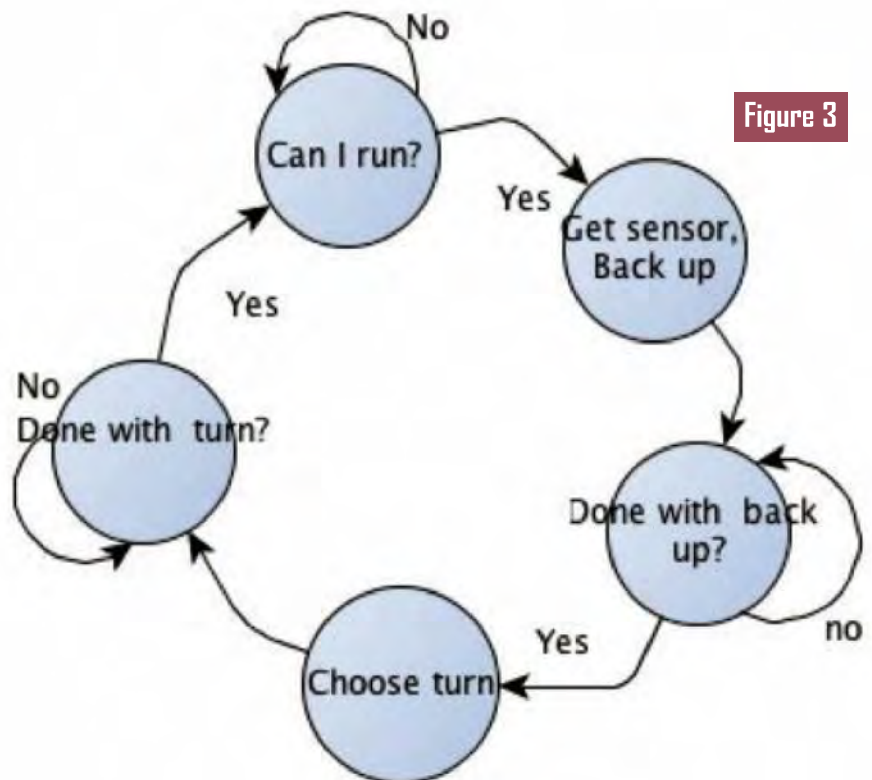 No
Figure 3
Can I run?
Yes
Get sensor,
Back up
Yes
No
Done with turn?
Done with back
up?
no
Yes
Choose turn